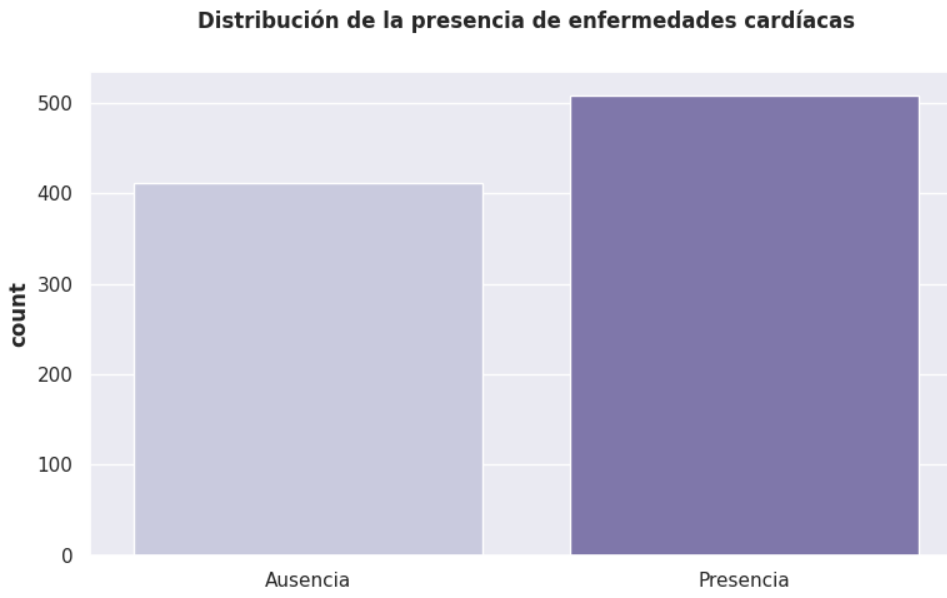 Distribución de la presencia de enfermedades cardíacas
count
500
400
300
200
100
0
Ausencia
Presencia